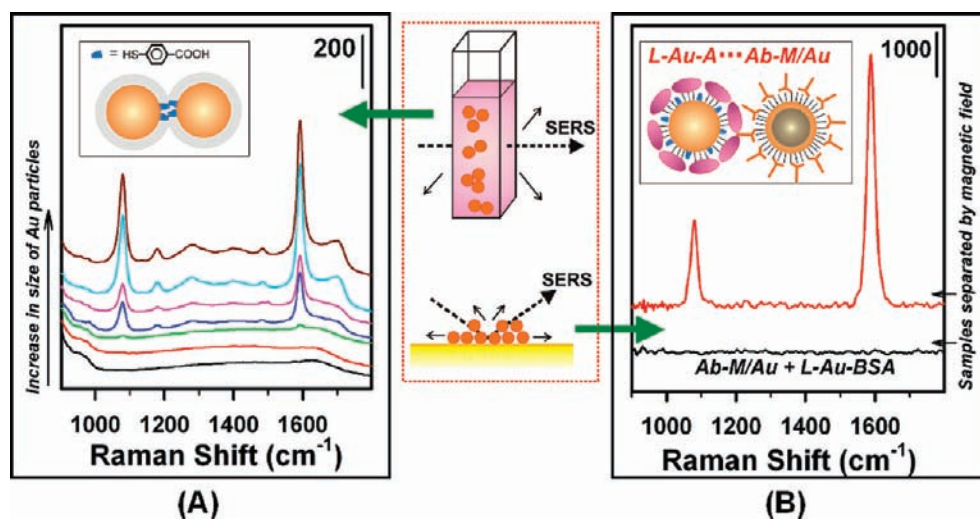 200
= HS-COOH
Increase in size of Au particles
1000 1200 1400 1600
Raman Shift (cm⁻¹)
(A)
SERS
SERS
1000
L-Au-A···Ab-M/Au
Samples separated by magnetic field
Ab-M/Au + L-Au-BSA
1000 1200 1400 1600
Raman Shift (cm⁻¹)
(B)